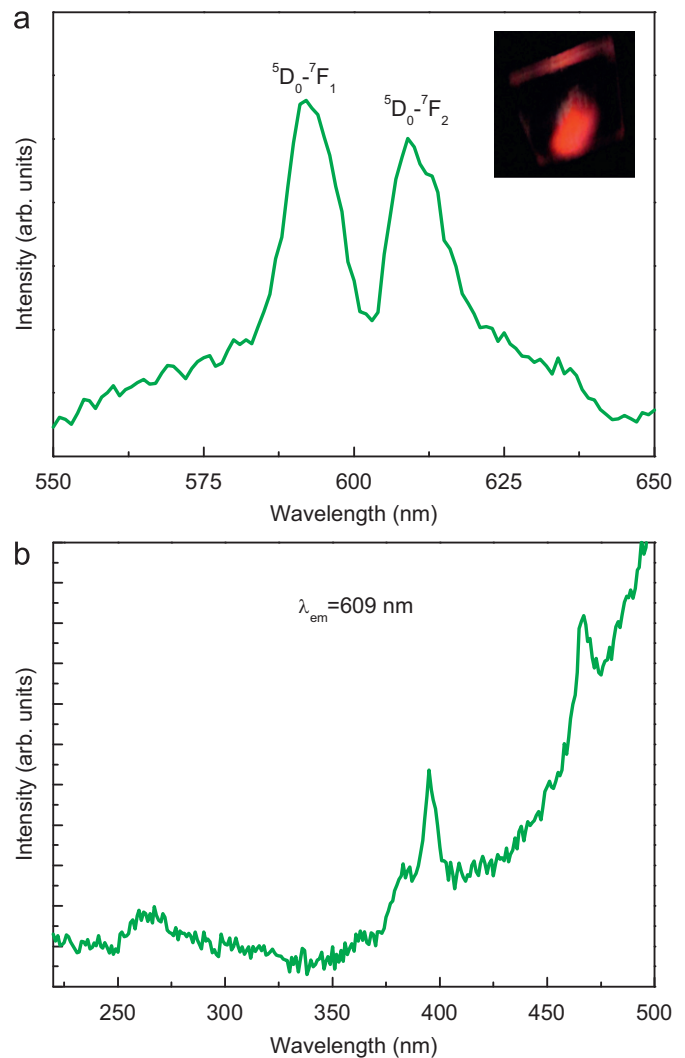 a
⁵D₀-⁷F₁
⁵D₀-⁷F₂
Intensity (arb. units)
550 575 600 625 650
Wavelength (nm)
b
λem=609 nm
Intensity (arb. units)
250 300 350 400 450 500
Wavelength (nm)